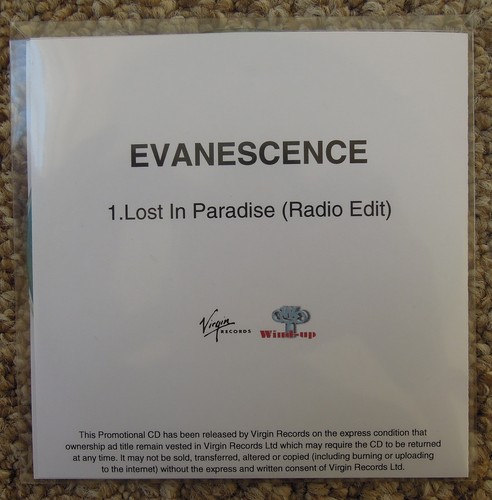 EVANESCENCE
1.Lost In Paradise (Radio Edit)
Virgin RECORDS Wind-up
This Promotional CD has been released by Virgin Records on the express condition that
ownership ad title remain vested in Virgin Records Ltd which may require the CD to be returned
at any time. It may not be sold, transferred, altered or copied (including burning or uploading
to the internet) without the express and written consent of Virgin Records Ltd.